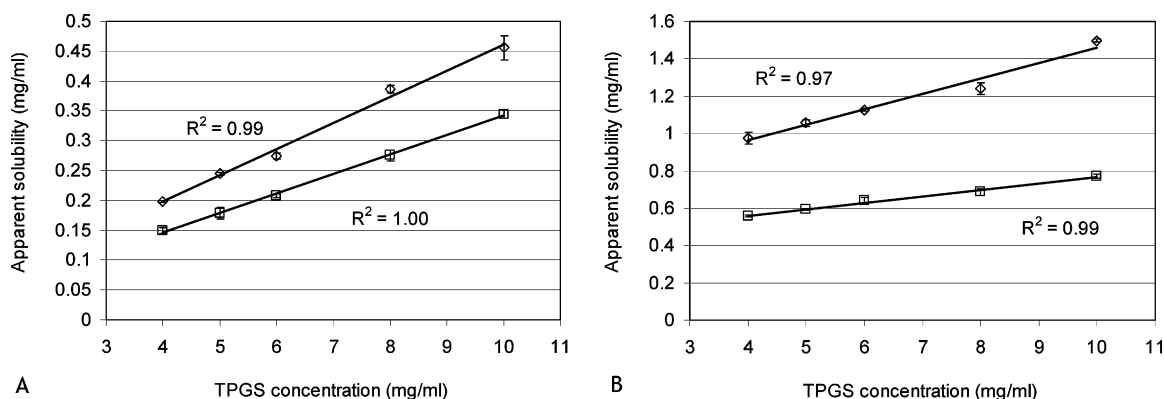 0.5
0.45
0.4
0.35
0.3
0.25
0.2
0.15
0.1
0.05
0
Apparent solubility (mg/ml)
R² = 0.99
R² = 1.00
3 4 5 6 7 8 9 10 11
TPGS concentration (mg/ml)
A
1.6
1.4
1.2
1
0.8
0.6
0.4
0.2
0
Apparent solubility (mg/ml)
R² = 0.97
R² = 0.99
3 4 5 6 7 8 9 10 11
TPGS concentration (mg/ml)
B